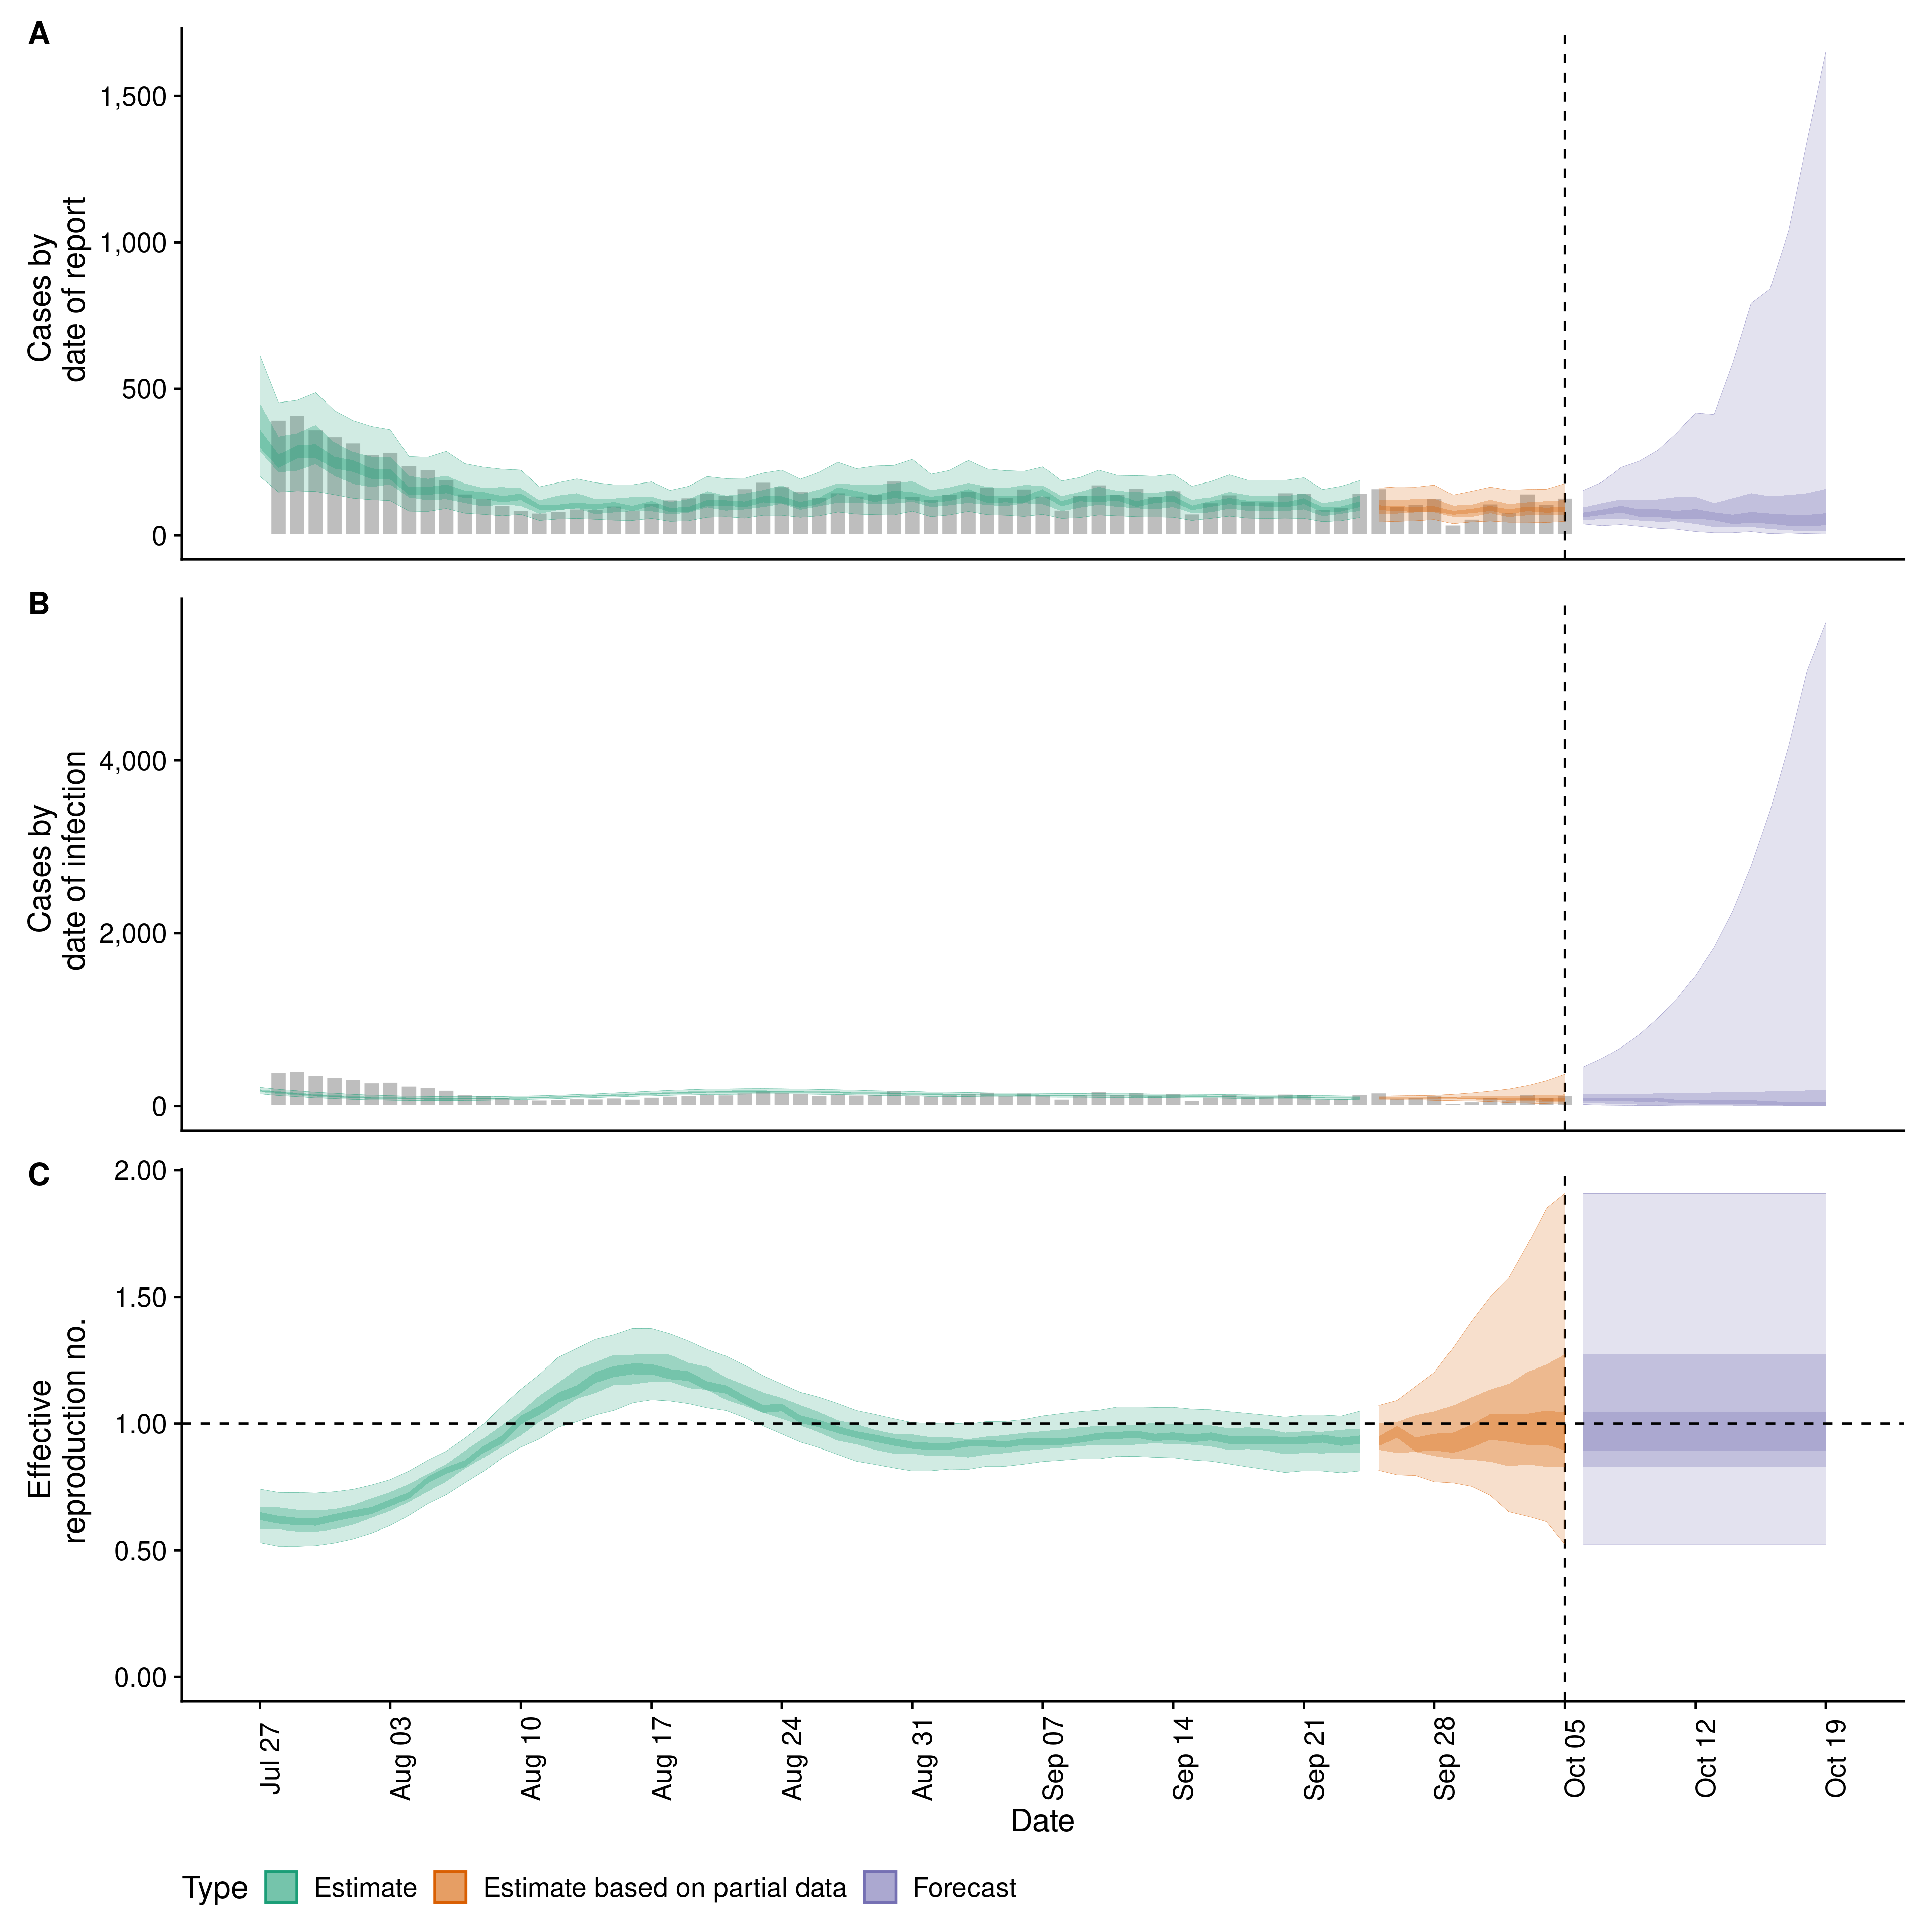 A
Cases by
date of report
1,500
1,000
500
0
B
Cases by
date of infection
4,000
2,000
0
C
Effective
reproduction no.
2.00
1.50
1.00
0.50
0.00
Jul 27
Aug 03
Aug 10
Aug 17
Aug 24
Aug 31
Sep 07
Sep 14
Sep 21
Sep 28
Oct 05
Oct 12
Oct 19
Date
Type Estimate Estimate based on partial data Forecast